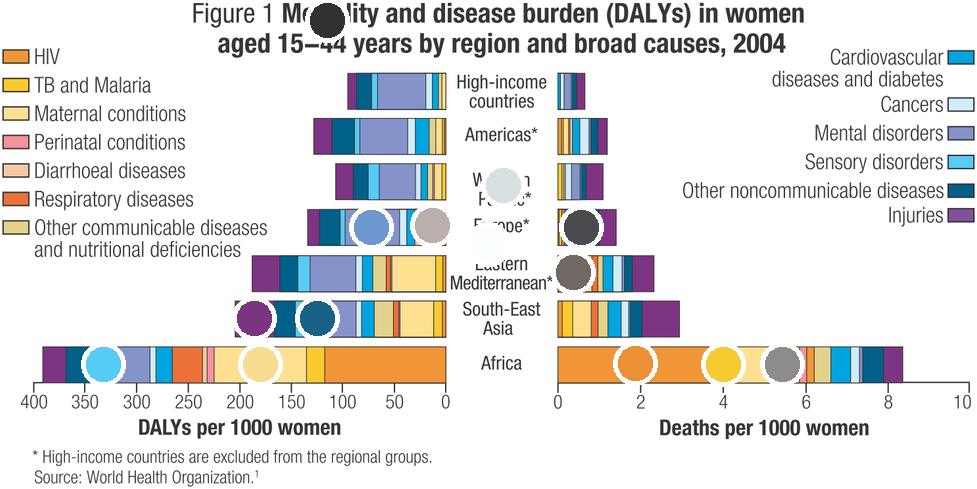 Figure 1 and disease burden (DALYs) in women
aged 15–44 years by region and broad causes, 2004
HIV
TB and Malaria
Maternal conditions
Perinatal conditions
Diarrhoeal diseases
Respiratory diseases
Other communicable diseases
and nutritional deficiencies
High-income
countries
Americas*
Europe*
Eastern
Mediterranean*
South-East
Asia
Africa
Cardiovascular
diseases and diabetes
Cancers
Mental disorders
Sensory disorders
Other noncommunicable diseases
Injuries
400 350 300 250 200 150 100 50 0
0 2 4 6 8 10
DALYs per 1000 women
Deaths per 1000 women
* High-income countries are excluded from the regional groups.
Source: World Health Organization.¹